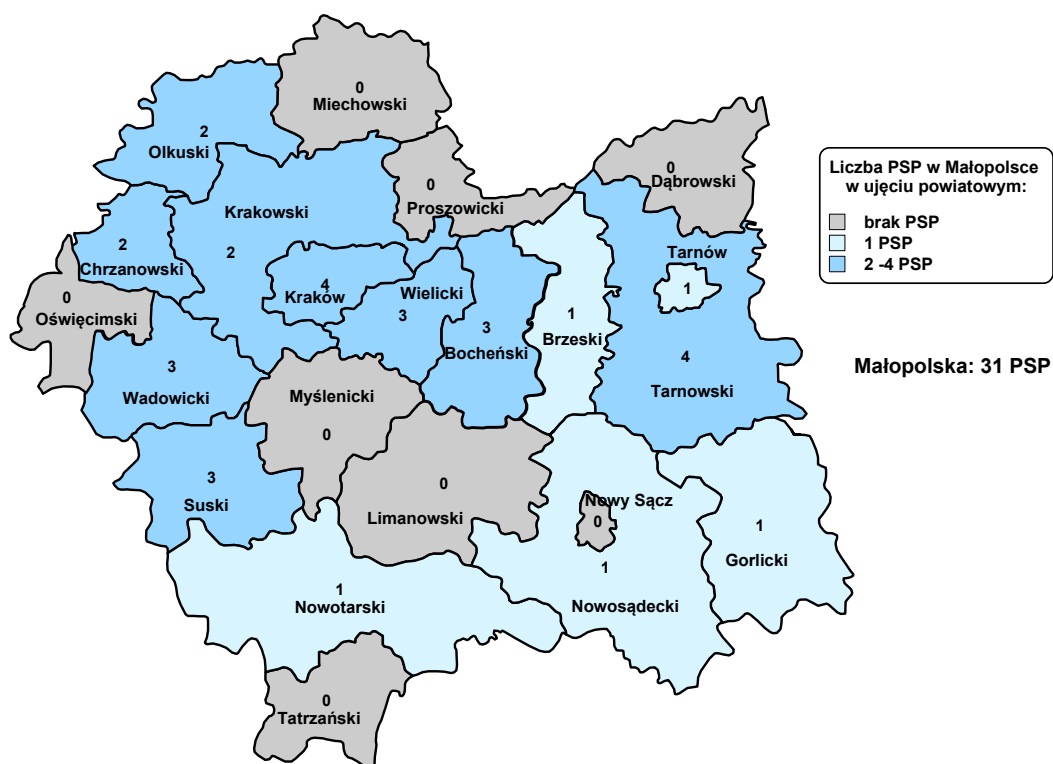 0
Miechowski
2
Olkuski
0
Proszowicki
0
Dąbrowski
Krakowski
2
2
Chrzanowski
4
Kraków
Wielicki
3
3
Bocheński
1
Brzeski
Tarnów
1
4
Tarnowski
0
Oświęcimski
3
Wadowicki
Myślenicki
0
3
Suski
0
Limanowski
Nowy Sącz
0
1
Nowosądecki
1
Gorlicki
1
Nowotarski
0
Tatrzański
Liczba PSP w Małopolsce
w ujęciu powiatowym:
brak PSP
1 PSP
2 -4 PSP
Małopolska: 31 PSP